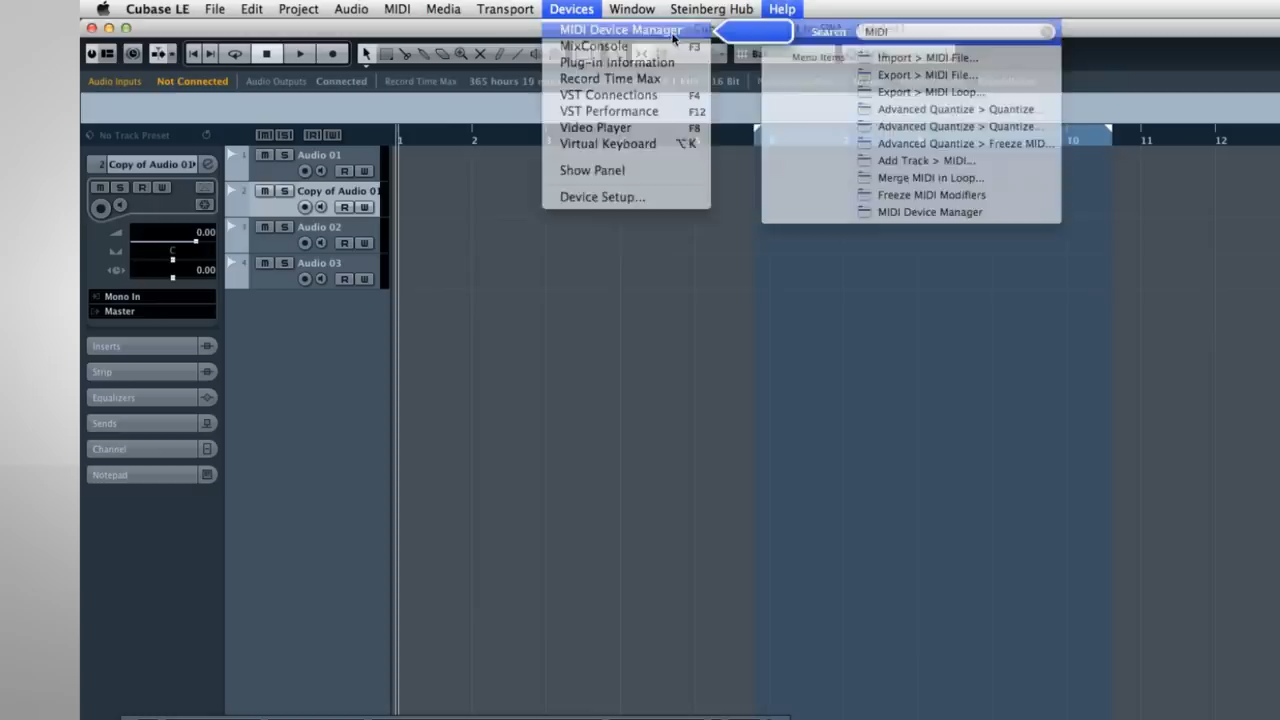 Cubase LE File Edit Project Audio MIDI Media Transport Devices Window Steinberg Hub Help
MIDI Device Manager
MixConsole F3
Plug-in Information
Record Time Max
VST Connections F4
VST Performance F12
Video Player F8
Virtual Keyboard ⌥K
Show Panel
Device Setup...
Search MIDI
Menu Items
Import > MIDI File...
Export > MIDI File...
Export > MIDI Loop...
Advanced Quantize > Quantize...
Advanced Quantize > Quantize...
Advanced Quantize > Freeze MID...
Add Track > MIDI...
Merge MIDI in Loop...
Freeze MIDI Modifiers
MIDI Device Manager
Audio Inputs Not Connected Audio Outputs Connected Record Time Max 365 hours 19 16 Bit
No Track Preset
1 2 10 11 12
2 Copy of Audio 01
M S R W
0.00
C
0.00
Mono In
Master
Inserts
Strip
Equalizers
Sends
Channel
Notepad
M S R W
1 M S Audio 01
R W
2 M S Copy of Audio 01
R W
3 M S Audio 02
R W
4 M S Audio 03
R W